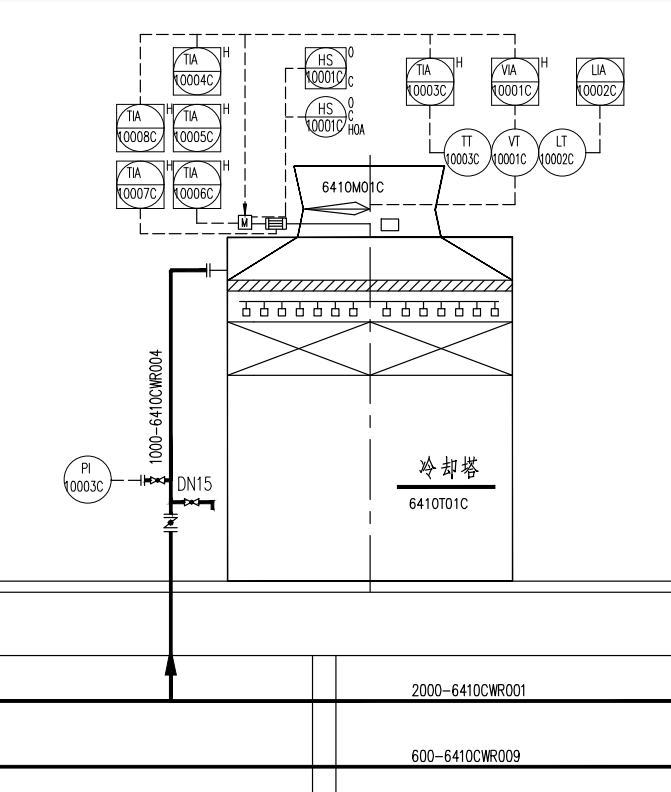 TIA H
10004C
HS O
10001C C
TIA H
10003C
VIA H
10001C
LIA
10002C
TIA H
10008C
TIA H
10005C
HS O
C
10001C HOA
TT
10003C
VT
10001C
LT
10002C
TIA H
10007C
TIA H
10006C
6410M01C
M
1000-6410CWR004
PI
10003C
DN15
冷却塔
6410T01C
2000-6410CWR001
600-6410CWR009